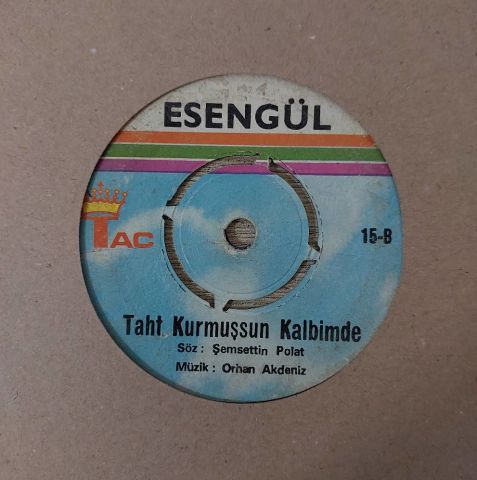 ESENGÜL
TAC
15-B
Taht Kurmuşsun Kalbimde
Söz : Şemsettin Polat
Müzik : Orhan Akdeniz